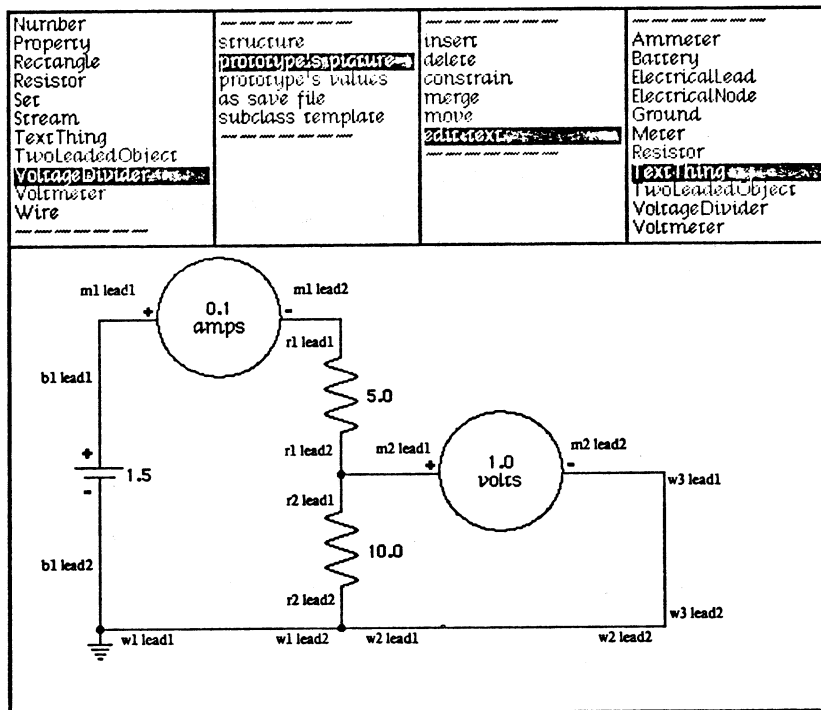 Number
Property
Rectangle
Resistor
Set
Stream
TextThing
TwoLeadedObject
VoltageDivider
Voltmeter
Wire
structure
prototype's picture
prototype's values
as save file
subclass template
insert
delete
constrain
merge
move
edit text
Ammeter
Battery
ElectricalLead
ElectricalNode
Ground
Meter
Resistor
TextThing
TwoLeadedObject
VoltageDivider
Voltmeter
m1 lead1
+
0.1
amps
m1 lead2
-
r1 lead1
b1 lead1
5.0
+
1.5
-
r1 lead2
m2 lead1
+
1.0
volts
m2 lead2
-
w3 lead1
r2 lead1
10.0
b1 lead2
r2 lead2
w3 lead2
w1 lead1
w1 lead2
w2 lead1
w2 lead2